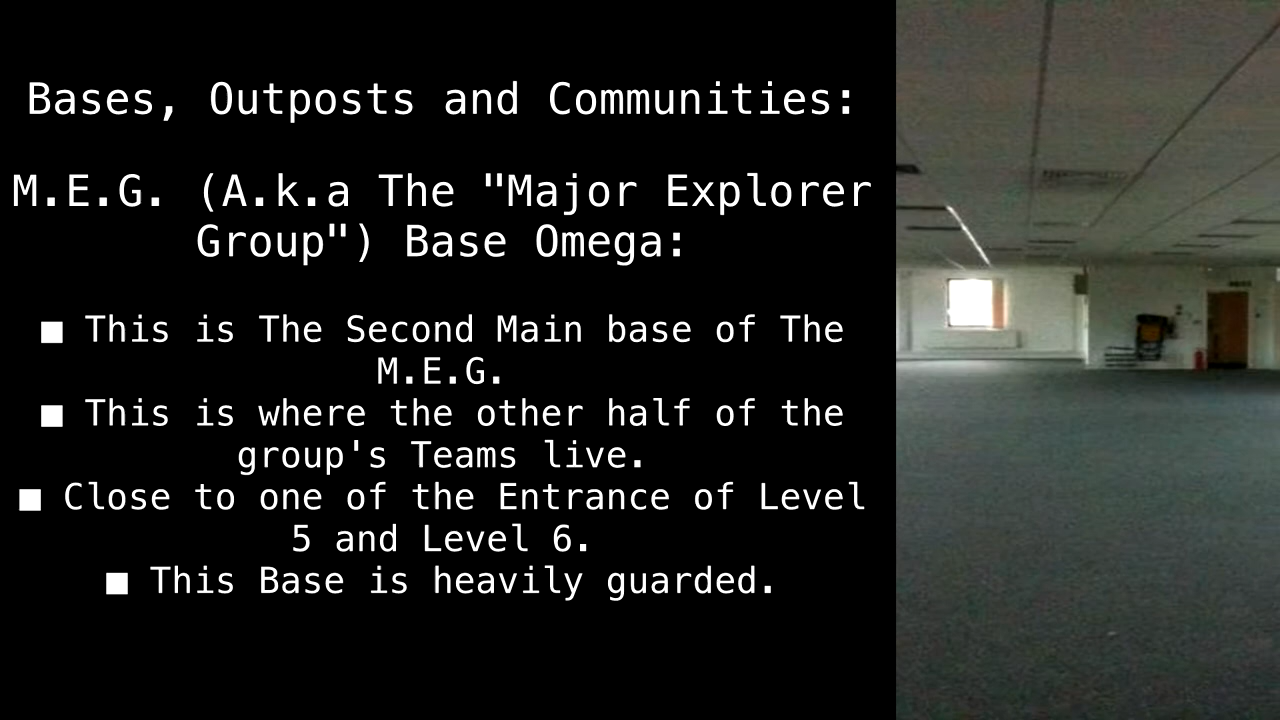 Bases, Outposts and Communities:
M.E.G. (A.k.a The "Major Explorer
Group") Base Omega:
■ This is The Second Main base of The
M.E.G.
■ This is where the other half of the
group's Teams live.
■ Close to one of the Entrance of Level
5 and Level 6.
■ This Base is heavily guarded.